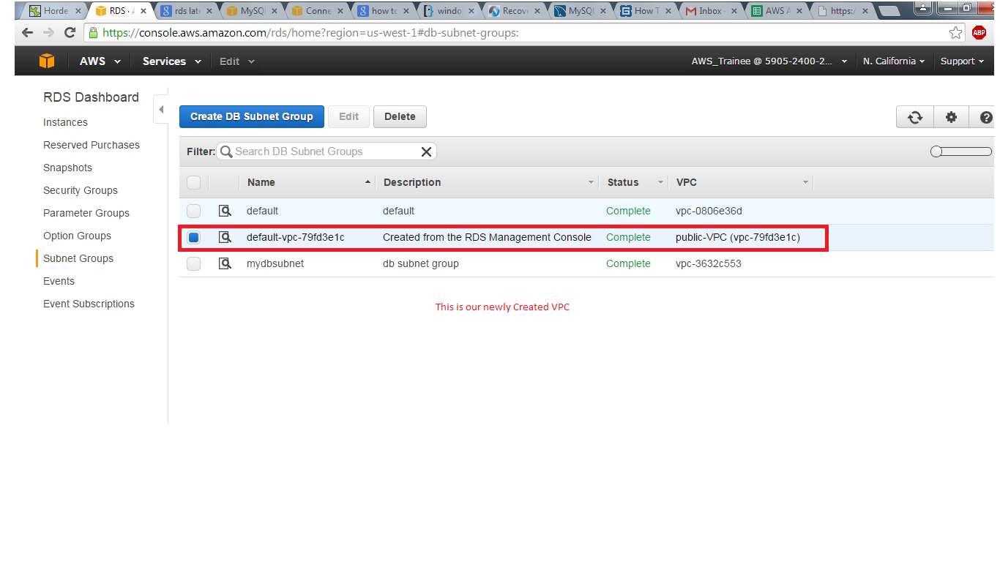 Horde RDS - A rds lat MySQ Conne how to windo Recov MySQ How T Inbox - AWS A https:/
https://console.aws.amazon.com/rds/home?region=us-west-1#db-subnet-groups: ABP
AWS Services Edit AWS_Trainee @ 5905-2400-2... N. California Support
RDS Dashboard
Instances
Reserved Purchases
Snapshots
Security Groups
Parameter Groups
Option Groups
Subnet Groups
Events
Event Subscriptions
Create DB Subnet Group Edit Delete
Filter: Search DB Subnet Groups
Name Description Status VPC
default default Complete vpc-0806e36d
default-vpc-79fd3e1c Created from the RDS Management Console Complete public-VPC (vpc-79fd3e1c)
mydbsubnet db subnet group Complete vpc-3632c553
This is our newly Created VPC